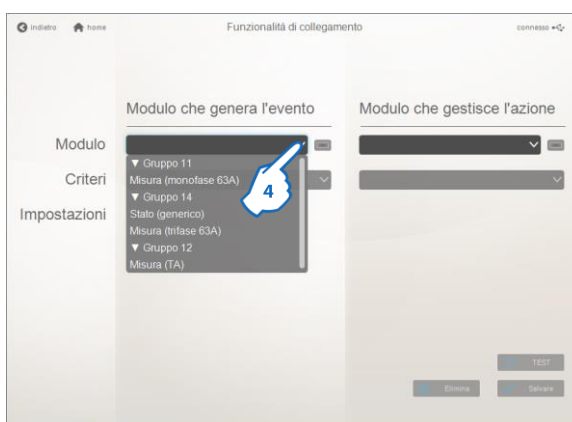 indietro home Funzionalità di collegamento connesso
Modulo che genera l'evento Modulo che gestisce l'azione
Modulo
▼ Gruppo 11
Criteri Misura (monofase 63A)
▼ Gruppo 14
4
Impostazioni Stato (generico)
Misura (trifase 63A)
▼ Gruppo 12
Misura (TA)
TEST
Elimina Salvare